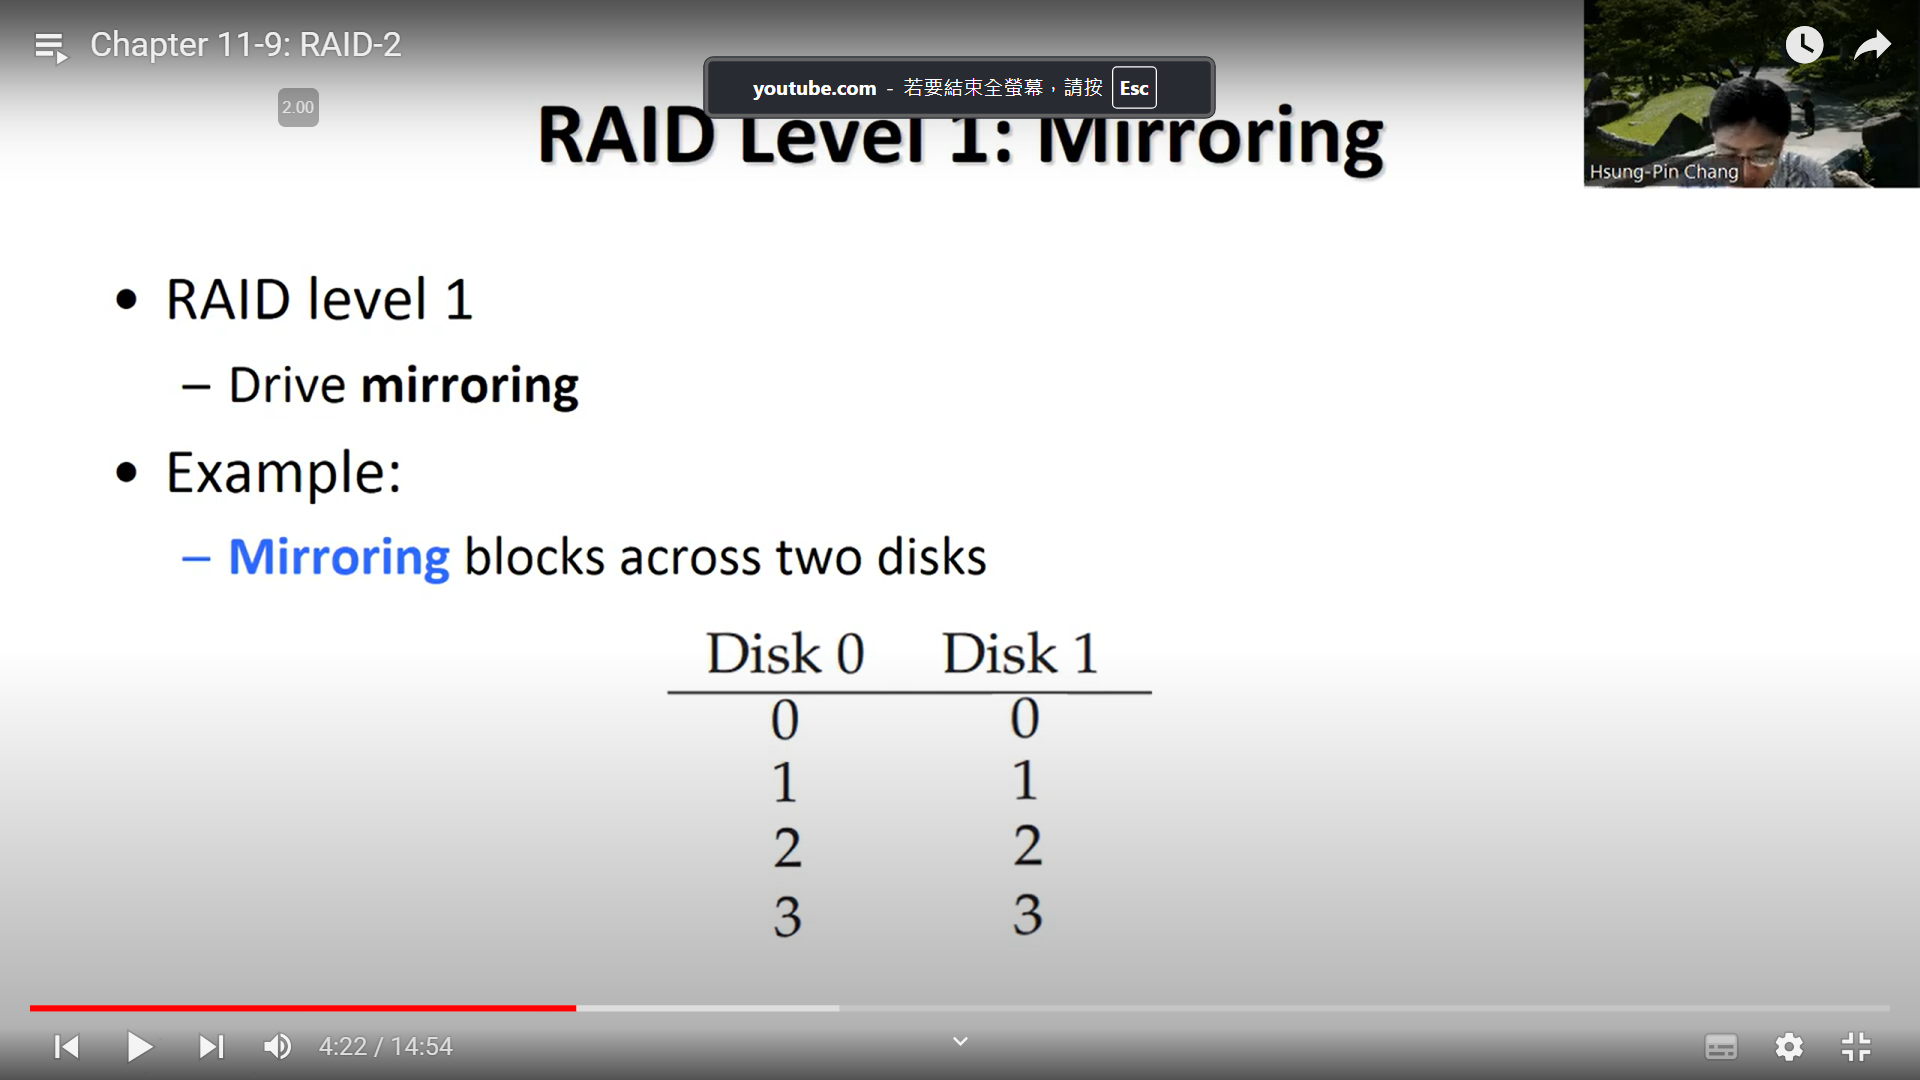 Chapter 11-9: RAID-2
2.00
youtube.com - 若要結束全螢幕，請按 Esc
RAID Level 1: Mirroring
Hsung-Pin Chang
• RAID level 1
– Drive mirroring
• Example:
– Mirroring blocks across two disks
Disk 0 Disk 1
0 0
1 1
2 2
3 3
4:22 / 14:54